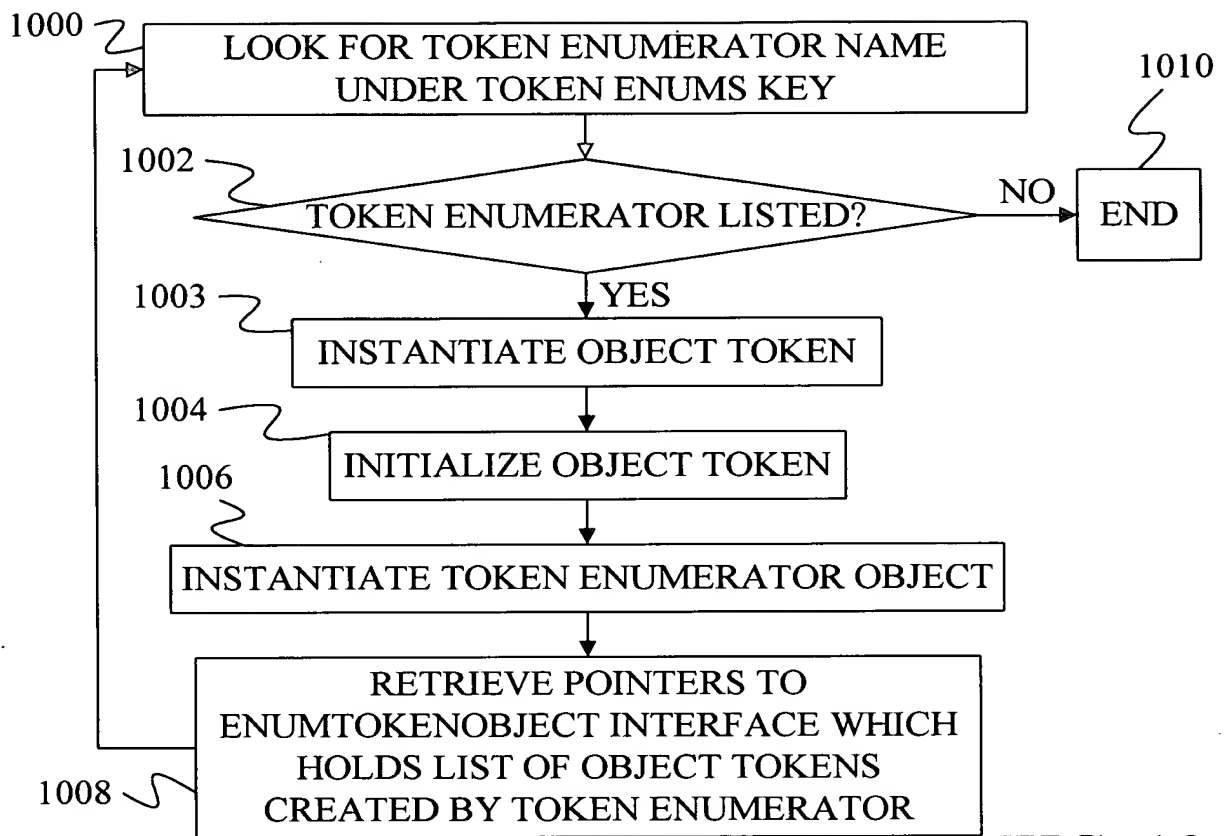 1000
LOOK FOR TOKEN ENUMERATOR NAME
UNDER TOKEN ENUMS KEY
1010
1002
TOKEN ENUMERATOR LISTED?
NO
END
YES
1003
INSTANTIATE OBJECT TOKEN
1004
INITIALIZE OBJECT TOKEN
1006
INSTANTIATE TOKEN ENUMERATOR OBJECT
RETRIEVE POINTERS TO
ENUMTOKENOBJECT INTERFACE WHICH
HOLDS LIST OF OBJECT TOKENS
CREATED BY TOKEN ENUMERATOR
1008